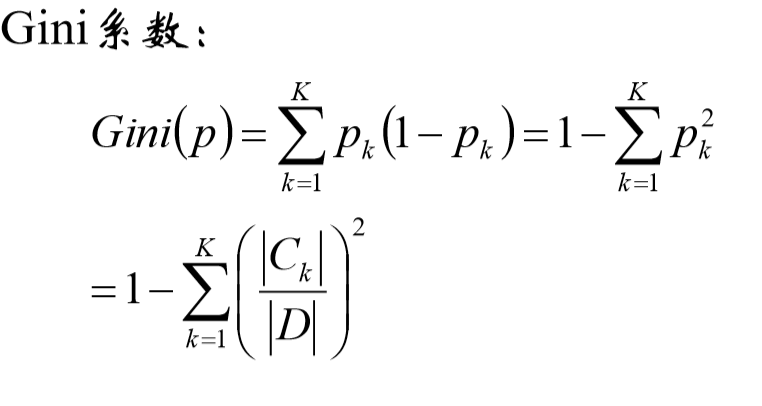 Gini系数：
Gini(p)=∑_{k=1}^{K} p_k(1−p_k)=1−∑_{k=1}^{K} p_k^2
=1−∑_{k=1}^{K} (|C_k|/|D|)^2